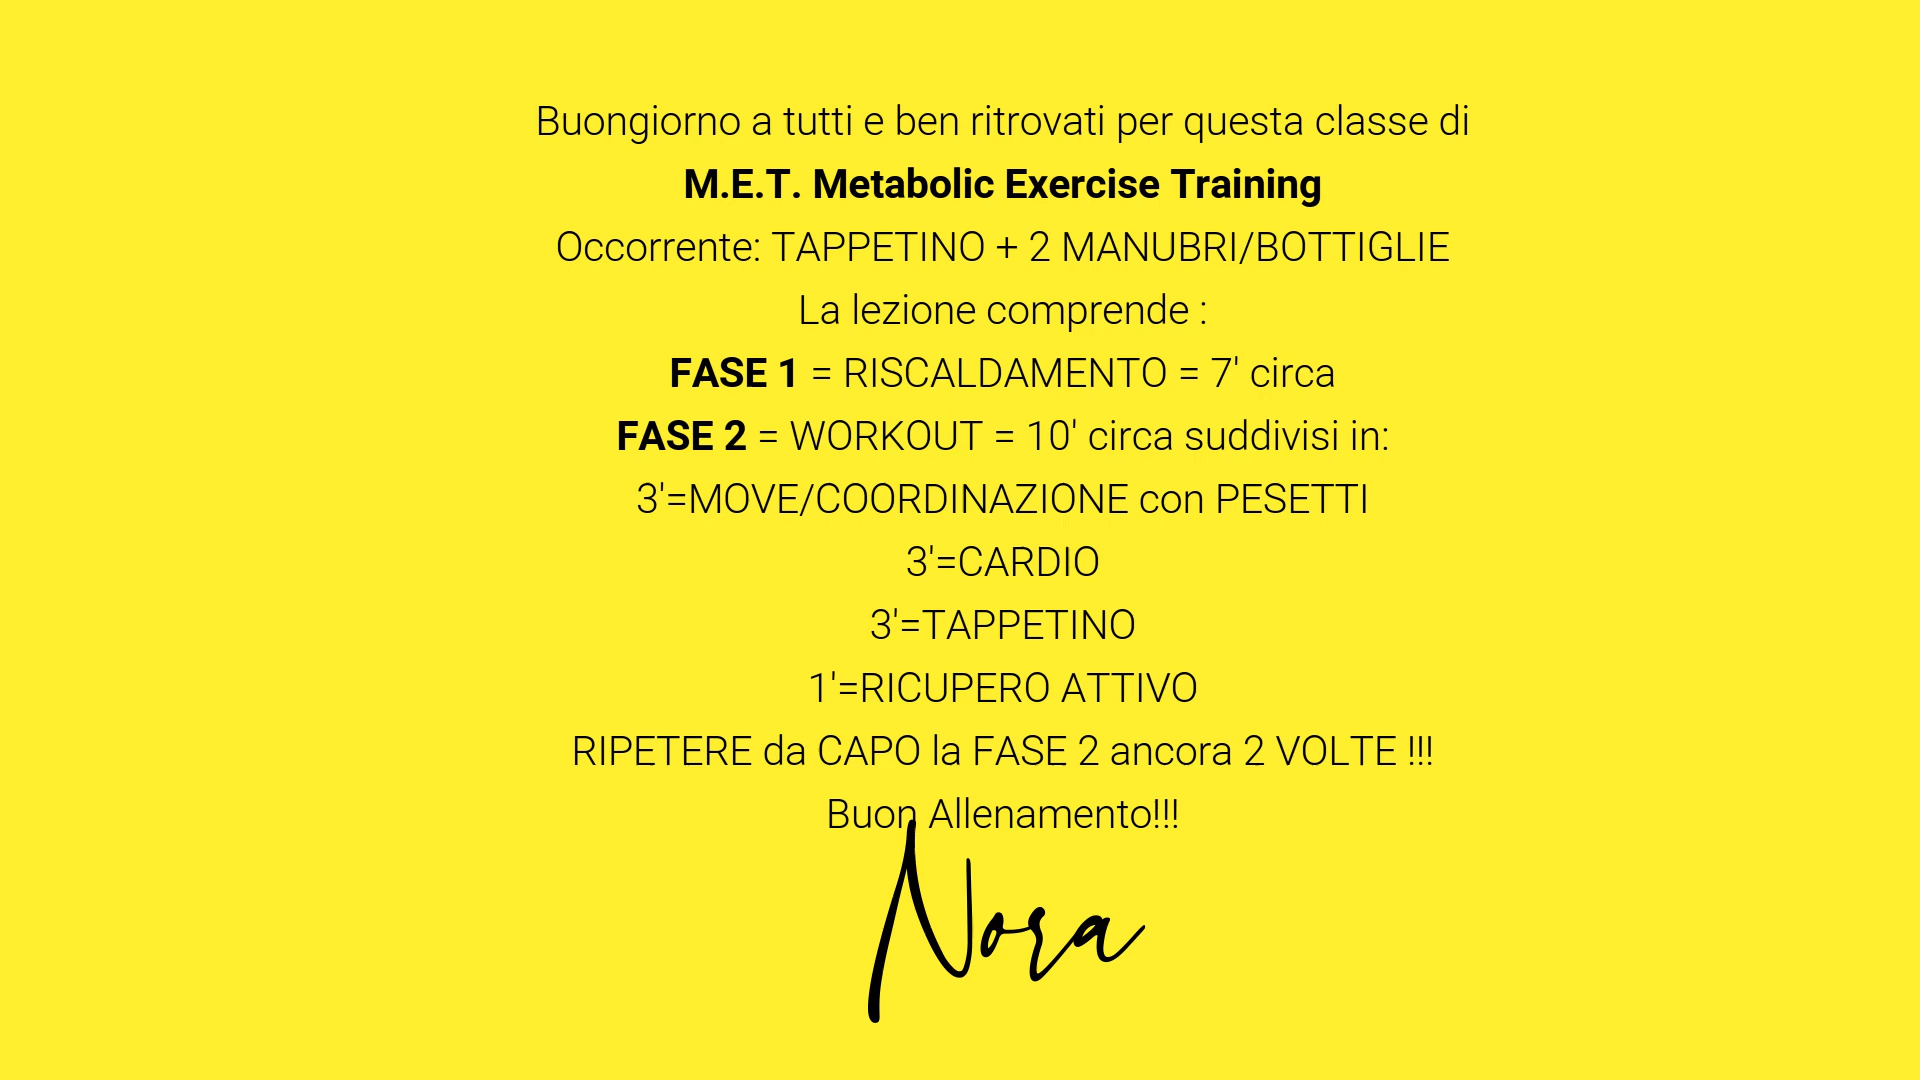 Buongiorno a tutti e ben ritrovati per questa classe di
M.E.T. Metabolic Exercise Training
Occorrente: TAPPETINO + 2 MANUBRI/BOTTIGLIE
La lezione comprende :
FASE 1 = RISCALDAMENTO = 7' circa
FASE 2 = WORKOUT = 10' circa suddivisi in:
3'=MOVE/COORDINAZIONE con PESETTI
3'=CARDIO
3'=TAPPETINO
1'=RICUPERO ATTIVO
RIPETERE da CAPO la FASE 2 ancora 2 VOLTE !!!
Buon Allenamento!!!
Nora